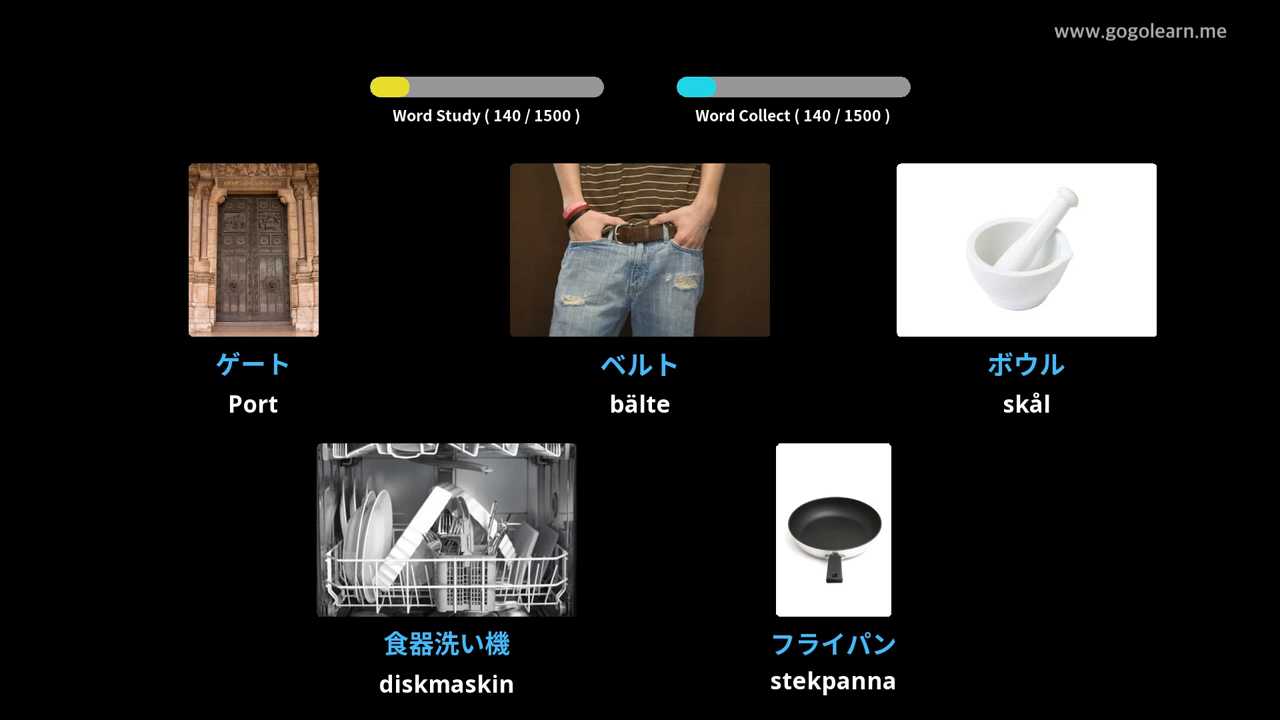 www.gogolearn.me
Word Study ( 140 / 1500 )
Word Collect ( 140 / 1500 )
ゲート
Port
ベルト
bälte
ボウル
skål
食器洗い機
diskmaskin
フライパン
stekpanna